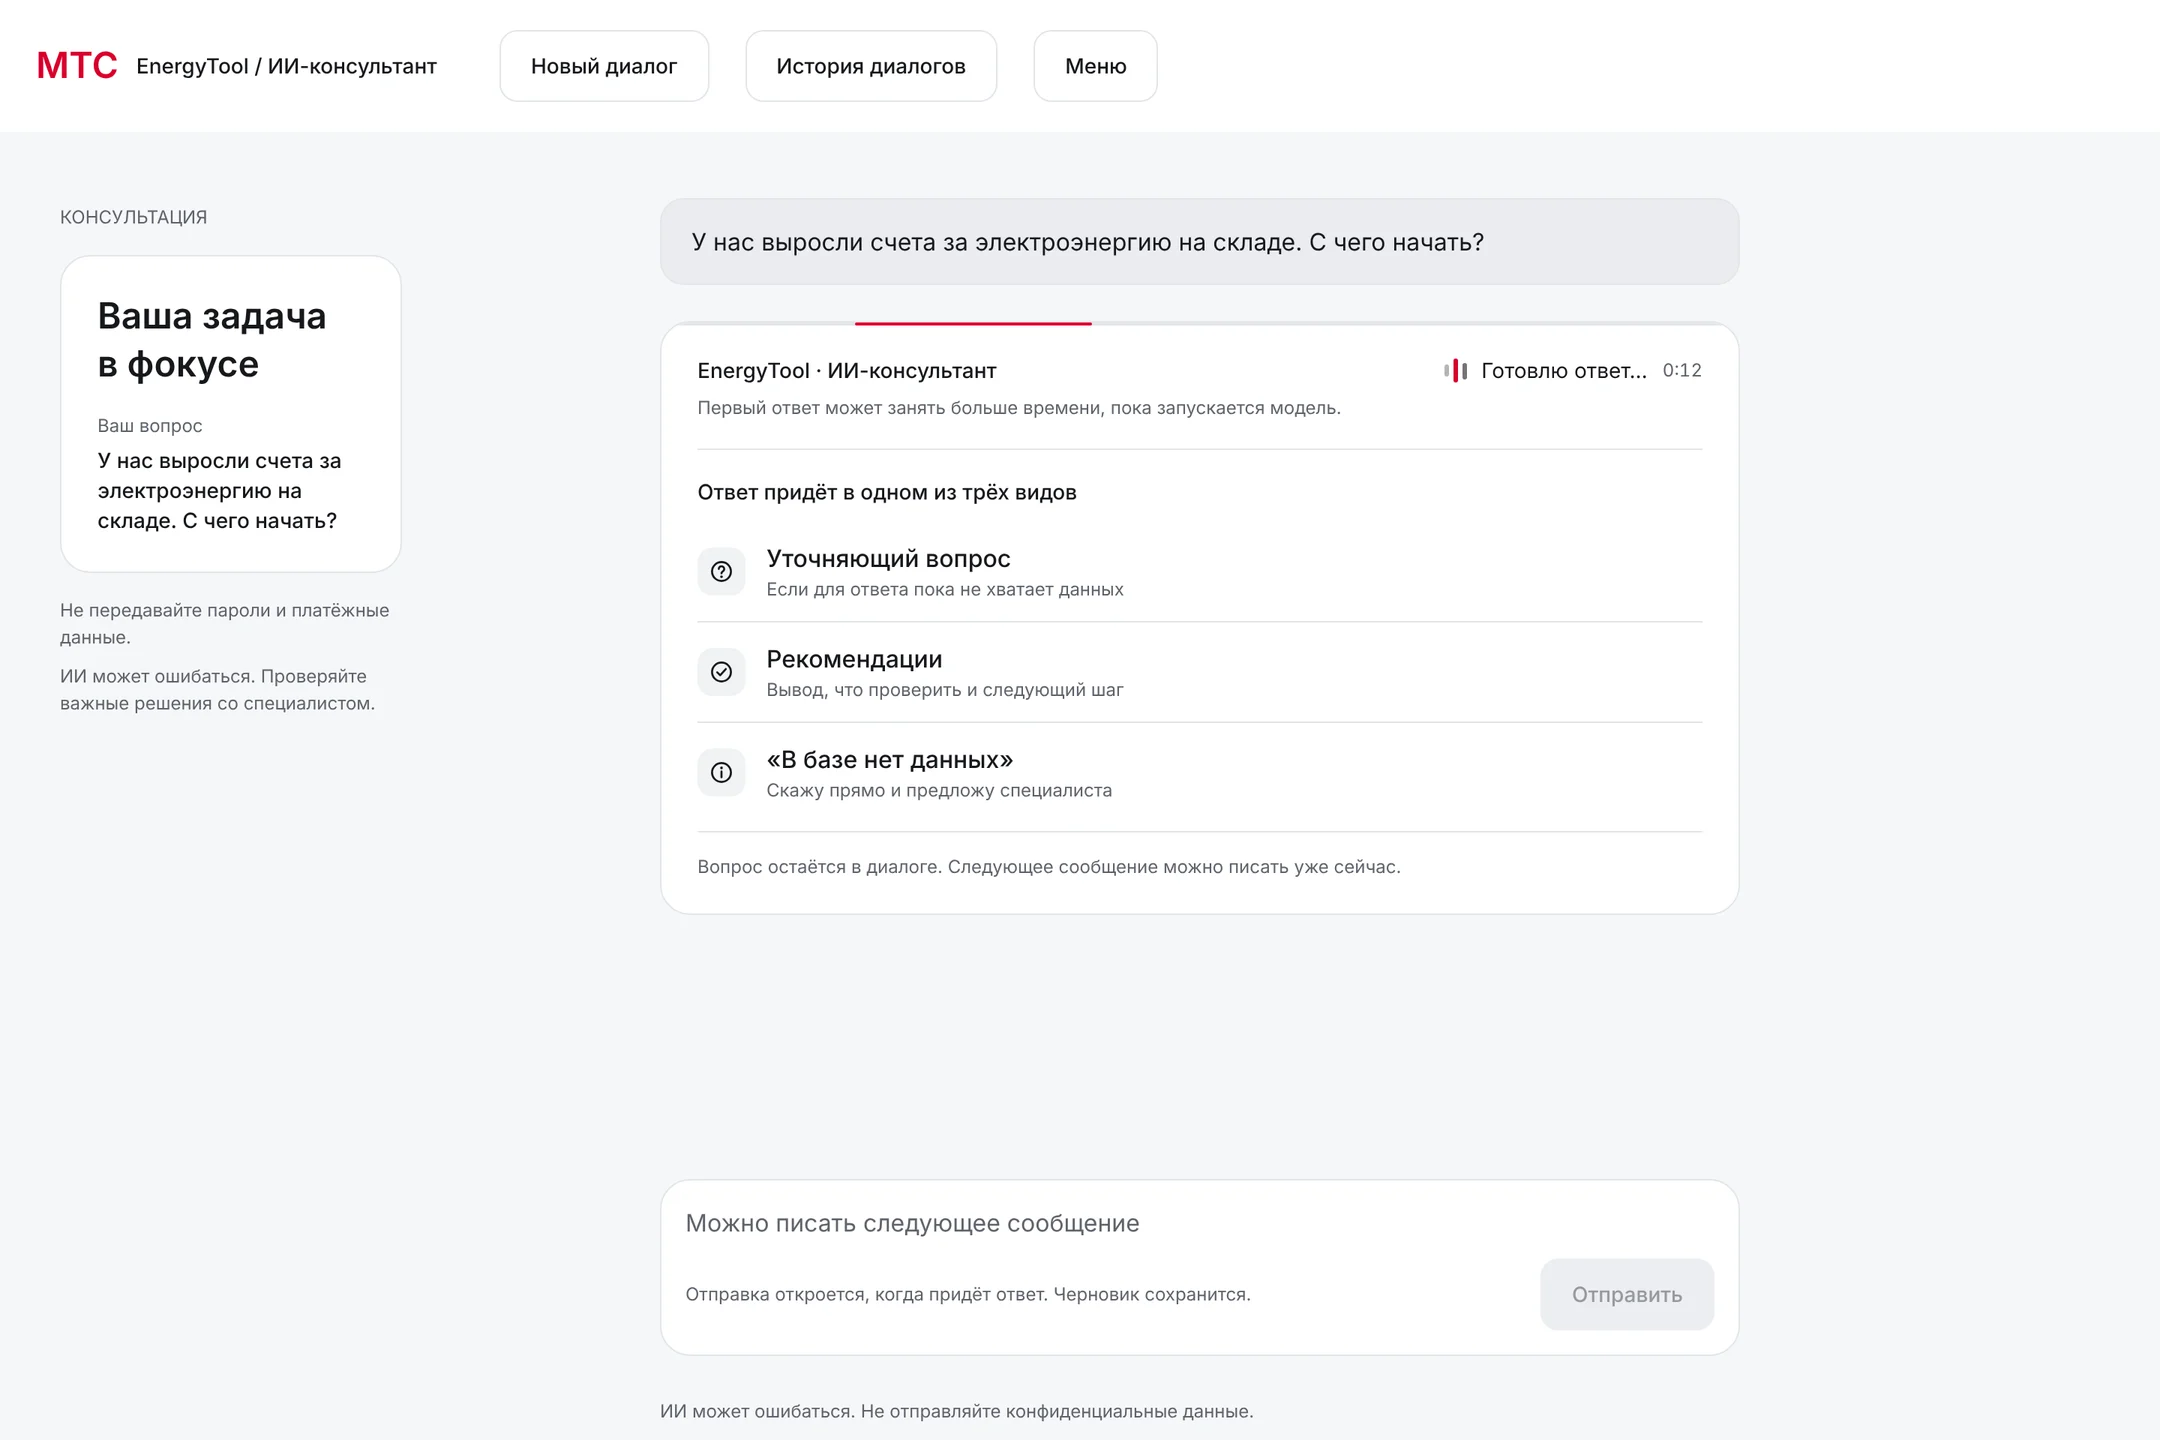 МТС EnergyTool / ИИ-консультант
Новый диалог
История диалогов
Меню
КОНСУЛЬТАЦИЯ
Ваша задача
в фокусе
Ваш вопрос
У нас выросли счета за
электроэнергию на
складе. С чего начать?
Не передавайте пароли и платёжные
данные.
ИИ может ошибаться. Проверяйте
важные решения со специалистом.
У нас выросли счета за электроэнергию на складе. С чего начать?
EnergyTool · ИИ-консультант
Готовлю ответ... 0:12
Первый ответ может занять больше времени, пока запускается модель.
Ответ придёт в одном из трёх видов
Уточняющий вопрос
Если для ответа пока не хватает данных
Рекомендации
Вывод, что проверить и следующий шаг
«В базе нет данных»
Скажу прямо и предложу специалиста
Вопрос остаётся в диалоге. Следующее сообщение можно писать уже сейчас.
Можно писать следующее сообщение
Отправка откроется, когда придёт ответ. Черновик сохранится.
Отправить
ИИ может ошибаться. Не отправляйте конфиденциальные данные.